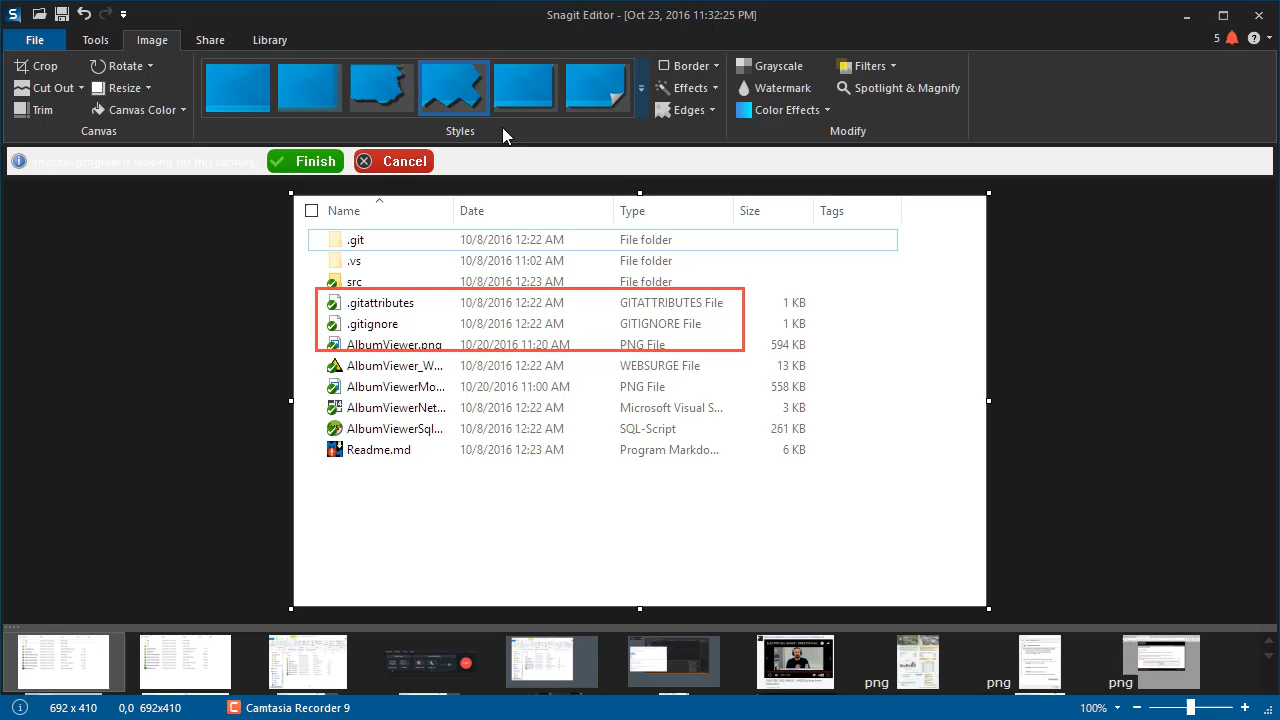 Snagit Editor - [Oct 23, 2016 11:32:25 PM]
File Tools Image Share Library
5
Crop Rotate Border Grayscale Filters
Cut Out Resize Effects Watermark Spotlight & Magnify
Trim Canvas Color Edges Color Effects
Canvas Styles Modify
Another program is waiting for this capture... Finish Cancel
Name Date Type Size Tags
.git 10/8/2016 12:22 AM File folder
.vs 10/8/2016 11:02 AM File folder
src 10/8/2016 12:23 AM File folder
.gitattributes 10/8/2016 12:22 AM GITATTRIBUTES File 1 KB
.gitignore 10/8/2016 12:22 AM GITIGNORE File 1 KB
AlbumViewer.png 10/20/2016 11:20 AM PNG File 594 KB
AlbumViewer_W... 10/8/2016 12:22 AM WEBSURGE File 13 KB
AlbumViewerMo... 10/20/2016 11:00 AM PNG File 558 KB
AlbumViewerNet... 10/8/2016 12:22 AM Microsoft Visual S... 3 KB
AlbumViewerSql... 10/8/2016 12:22 AM SQL-Script 261 KB
Readme.md 10/8/2016 12:23 AM Program Markdo... 6 KB
png png png
692 x 410 0,0 692x410 Camtasia Recorder 9 100%